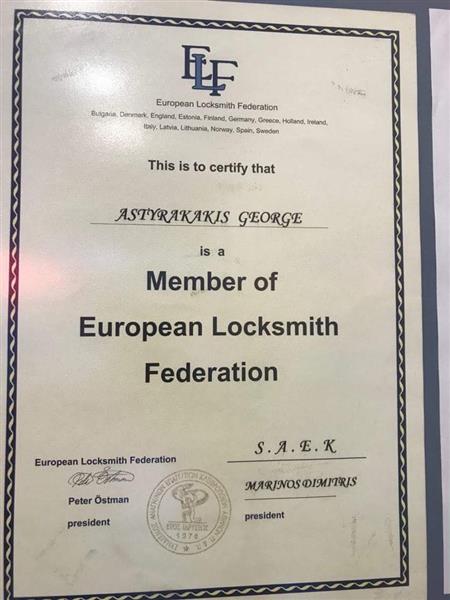 ELF
European Locksmith Federation
Bulgaria, Denmark, England, Estonia, Finland, Germany, Greece, Holland, Ireland,
Italy, Latvia, Lithuania, Norway, Spain, Sweden
This is to certify that
ASTYRAKAKIS GEORGE
is a
Member of
European Locksmith
Federation
European Locksmith Federation
Peter Östman
president
S.A.E.K
MARINOS DIMITRIS
president
1976